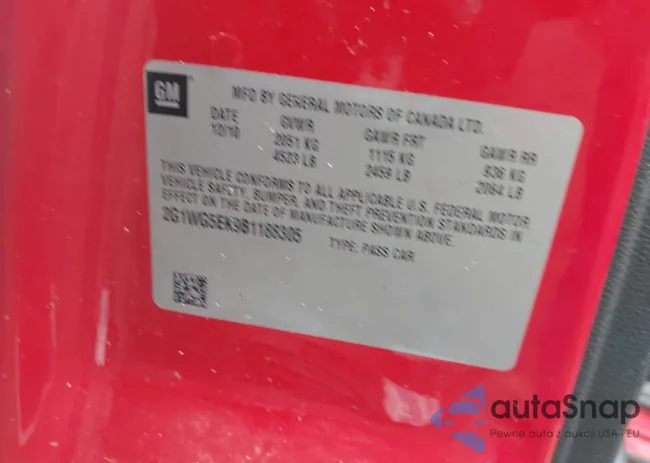 GM
MFD BY GENERAL MOTORS OF CANADA LTD.
DATE GVWR GAWR FRT GAWR RR
10/10 2051 KG 1115 KG 936 KG
4523 LB 2459 LB 2064 LB
THIS VEHICLE CONFORMS TO ALL APPLICABLE U.S. FEDERAL MOTOR
VEHICLE SAFETY, BUMPER, AND THEFT PREVENTION STANDARDS IN
EFFECT ON THE DATE OF MANUFACTURE SHOWN ABOVE.
2G1WG5EK9B1188305 TYPE: PASS CAR
autaSnap
Pewne auta z aukcji USA - EU